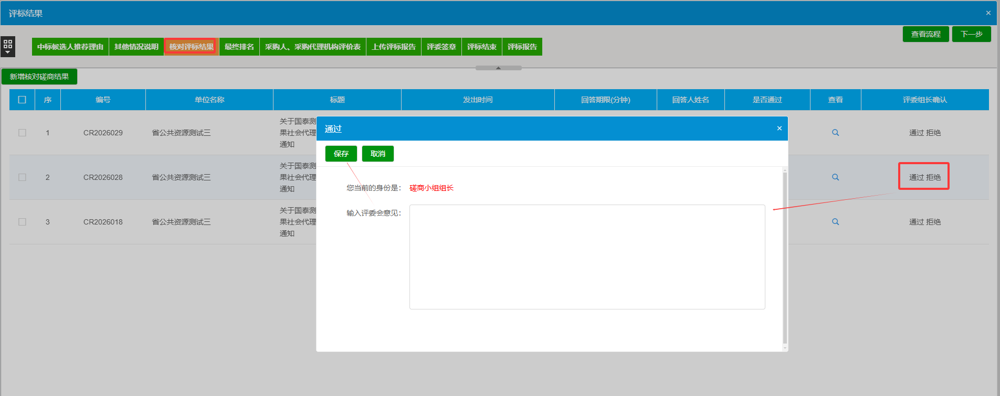 评标结果
×
查看流程 下一步
中标候选人推荐理由 其他情况说明 核对评标结果 最终排名 采购人、采购代理机构评价表 上传评标报告 评委签章 评标结束 评标报告
新增核对磋商结果
序 编号 单位名称 标题 发出时间 回答期限(分钟) 回答人姓名 是否通过 查看 评委组长确认
关于国泰测
1 CR2026029 省公共资源测试三 果社会代理 通过 拒绝
通知
关于国泰测
2 CR2026028 省公共资源测试三 果社会代理 通过 拒绝
通知
关于国泰测
3 CR2026018 省公共资源测试三 果社会代理 通过 拒绝
通知
通过 ×
保存 取消
您当前的身份是： 磋商小组组长
输入评委会意见：